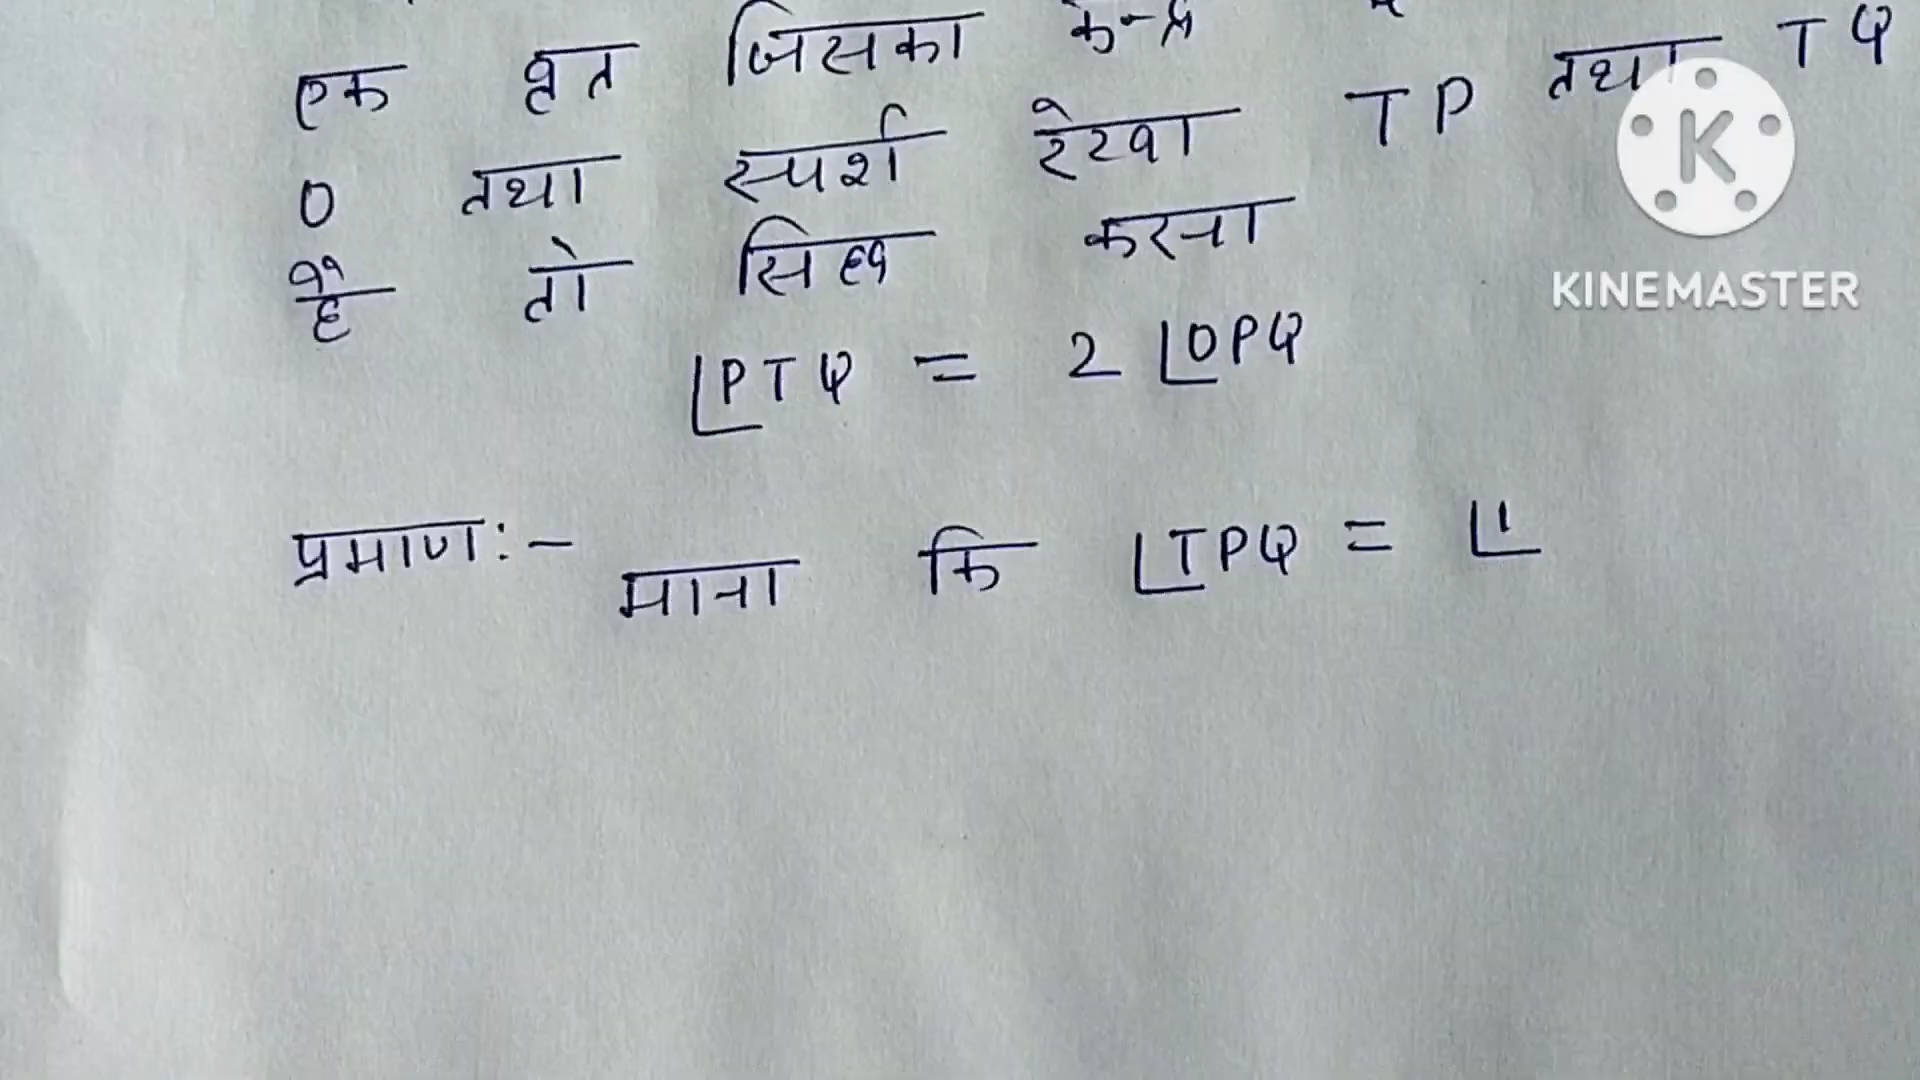 एक वृत जिसका केन्द्र
O तथा स्पर्श रेखा TP तथा TQ
है तो सिद्ध करना
∠PTQ = 2 ∠OPQ
प्रमाण:- माना कि ∠TPQ = ∠1
K
KINEMASTER